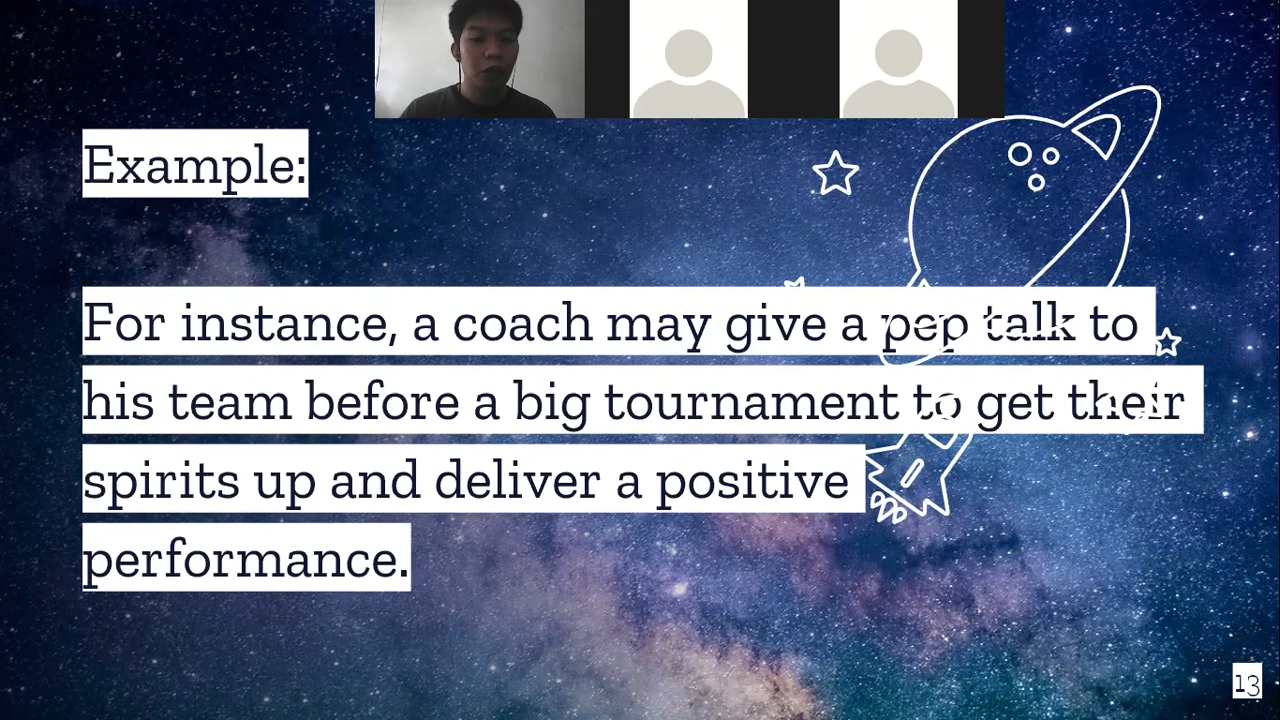 Example:
For instance, a coach may give a pep talk to
his team before a big tournament to get their
spirits up and deliver a positive
performance.
13